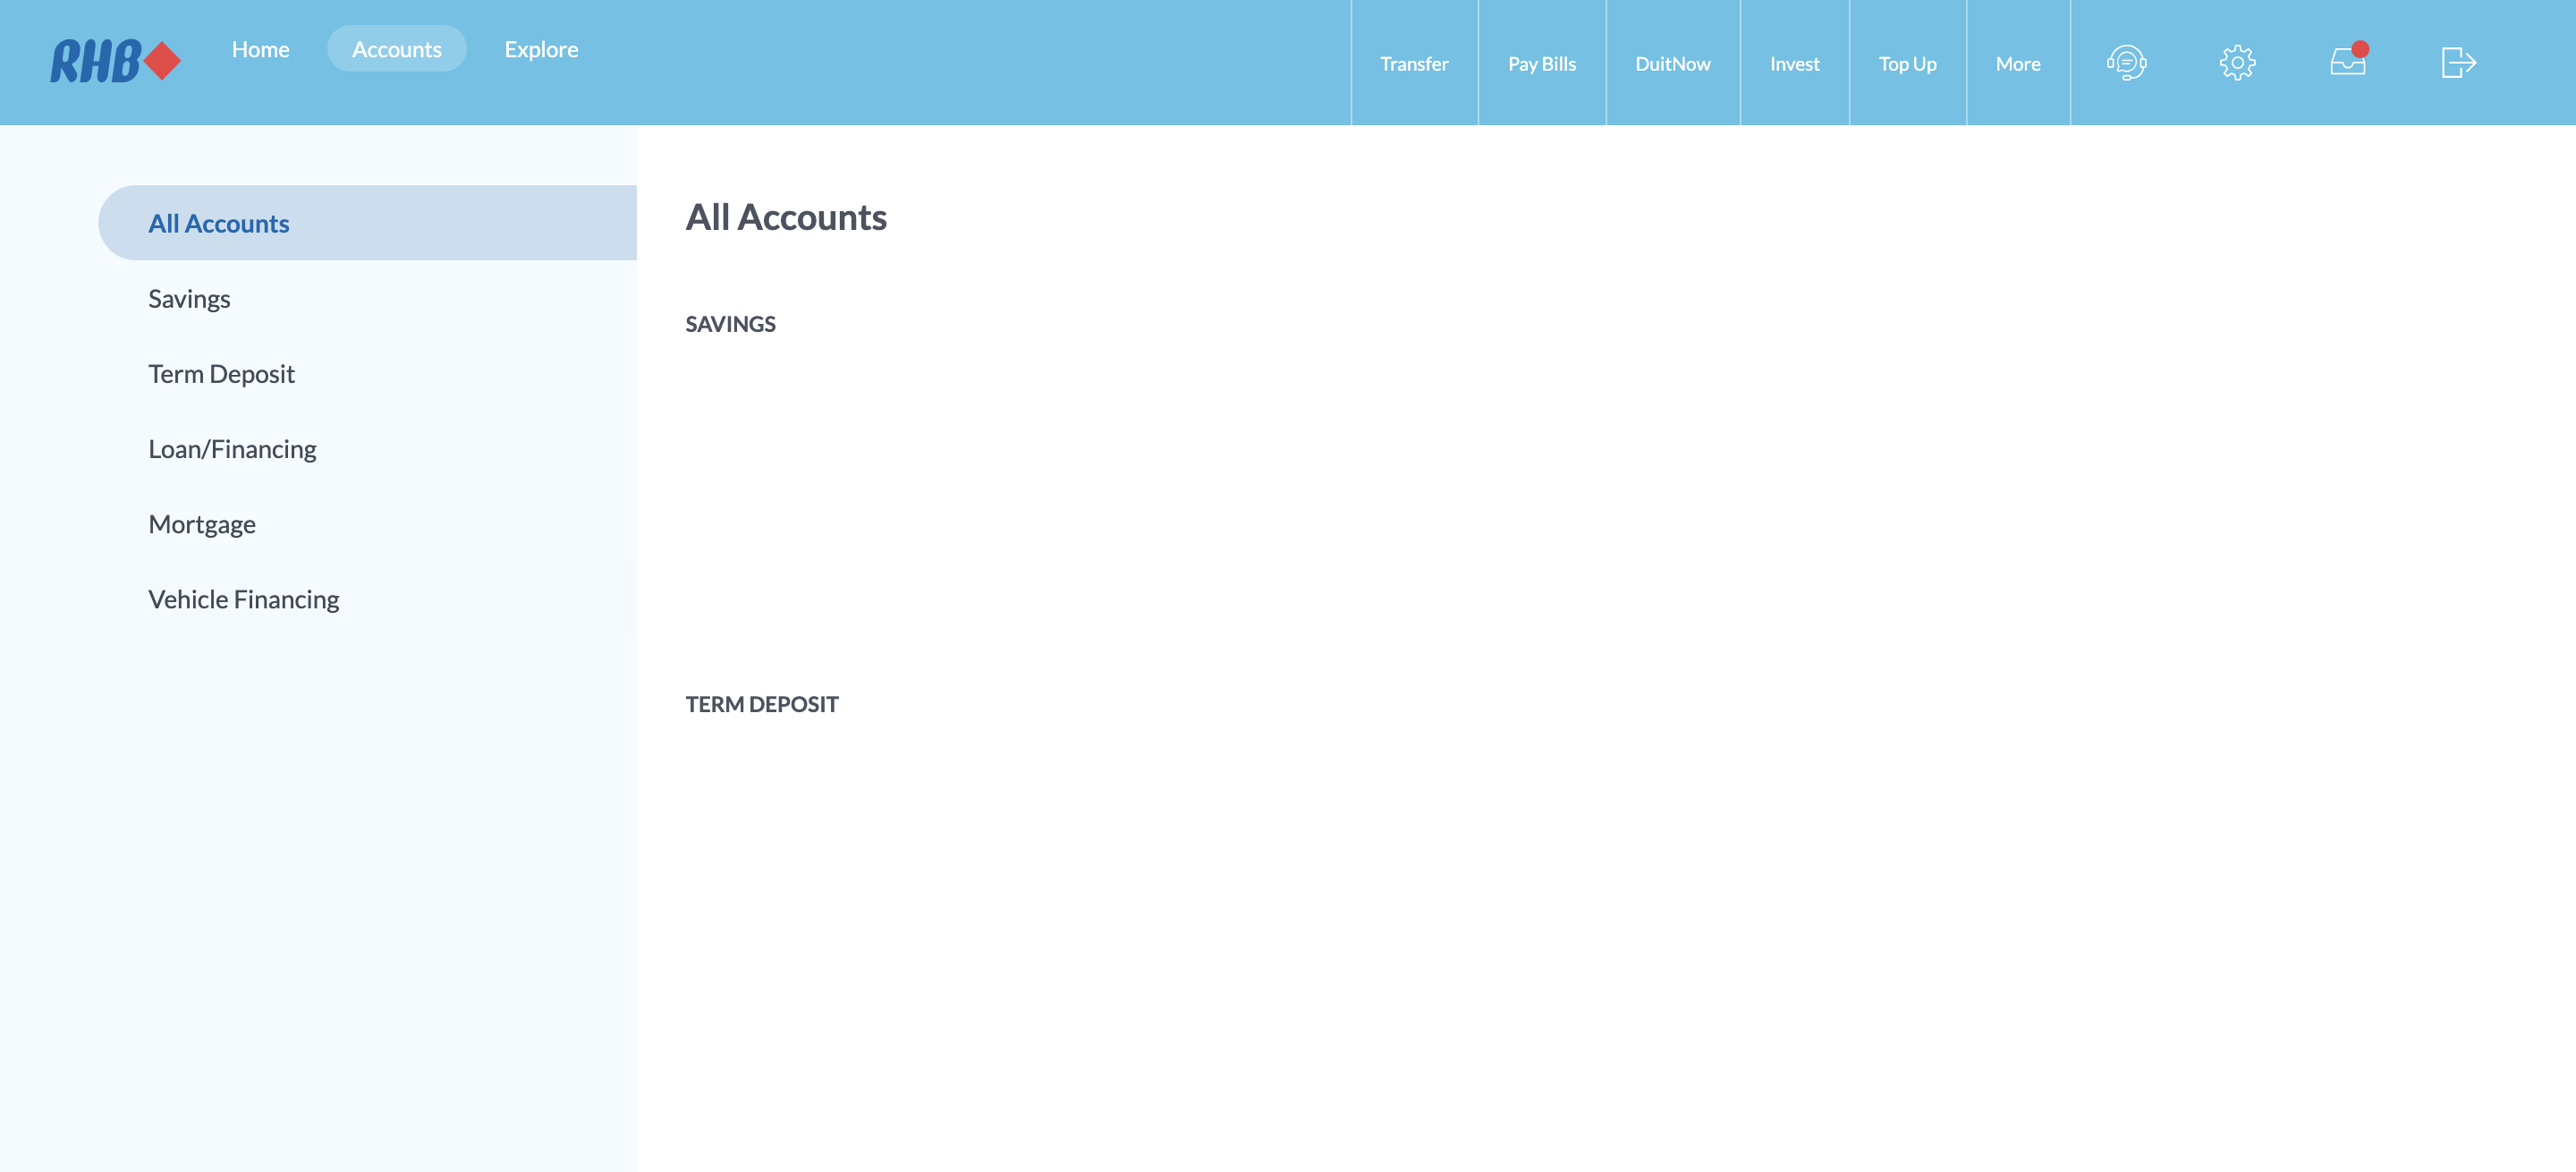 RHB
Home
Accounts
Explore
Transfer
Pay Bills
DuitNow
Invest
Top Up
More
All Accounts
Savings
Term Deposit
Loan/Financing
Mortgage
Vehicle Financing
All Accounts
SAVINGS
TERM DEPOSIT